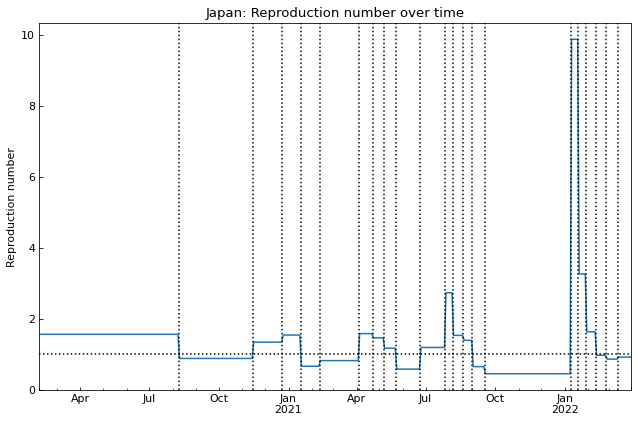 Japan: Reproduction number over time
Reproduction number
10
8
6
4
2
0
Apr
Jul
Oct
Jan
2021
Apr
Jul
Oct
Jan
2022